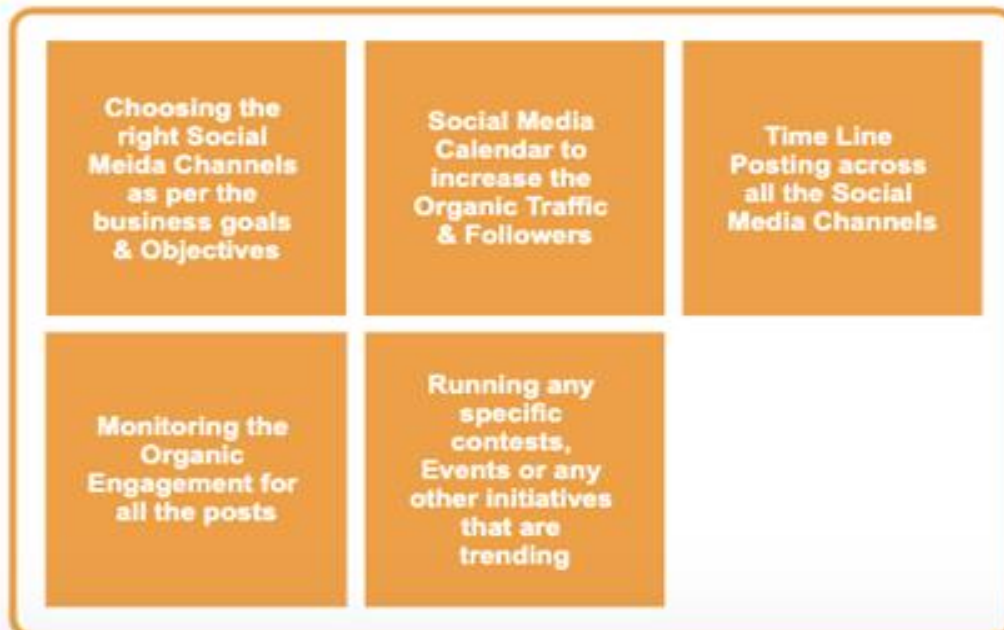 Choosing the
right Social
Meida Channels
as per the
business goals
& Objectives
Social Media
Calendar to
increase the
Organic Traffic
& Followers
Time Line
Posting across
all the Social
Media Channels
Monitoring the
Organic
Engagement for
all the posts
Running any
specific
contests,
Events or any
other initiatives
that are
trending